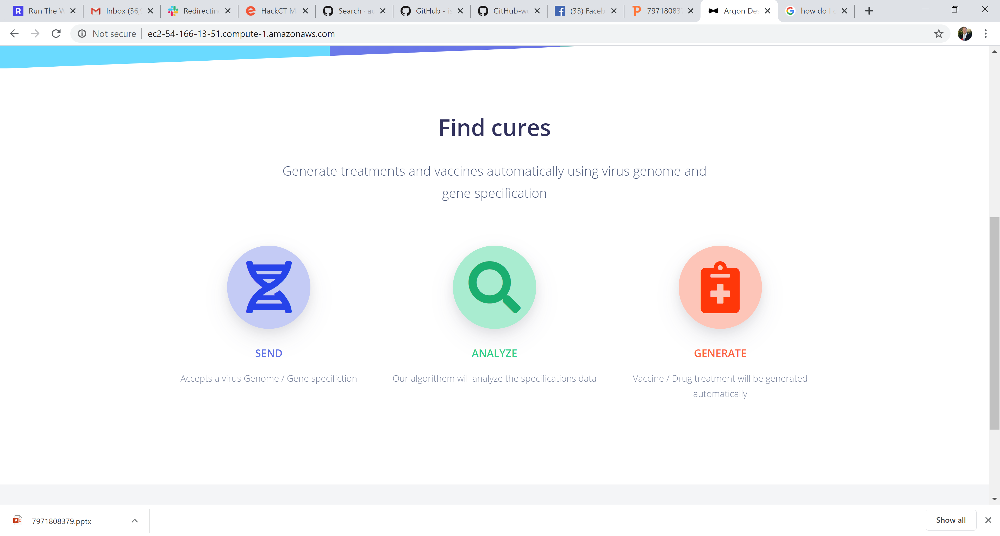 Run The W
Inbox (36,
Redirectin
HackCT M
Search · au
GitHub - is
GitHub-wu
(33) Faceb
797180837
Argon Des
how do I c
Not secure
ec2-54-166-13-51.compute-1.amazonaws.com
Find cures
Generate treatments and vaccines automatically using virus genome and
gene specification
SEND
ANALYZE
GENERATE
Accepts a virus Genome / Gene specifiction
Our algorithem will analyze the specifications data
Vaccine / Drug treatment will be generated
automatically
7971808379.pptx
Show all